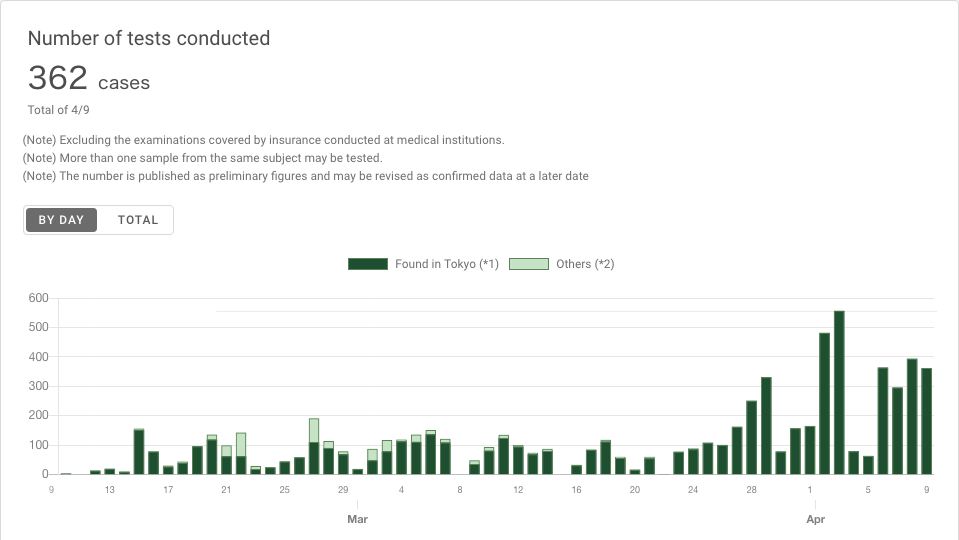 Number of tests conducted
362 cases
Total of 4/9
(Note) Excluding the examinations covered by insurance conducted at medical institutions.
(Note) More than one sample from the same subject may be tested.
(Note) The number is published as preliminary figures and may be revised as confirmed data at a later date
BY DAY TOTAL
Found in Tokyo (*1) Others (*2)
600
500
400
300
200
100
0
9 13 17 21 25 29 4 8 12 16 20 24 28 1 5 9
Mar Apr